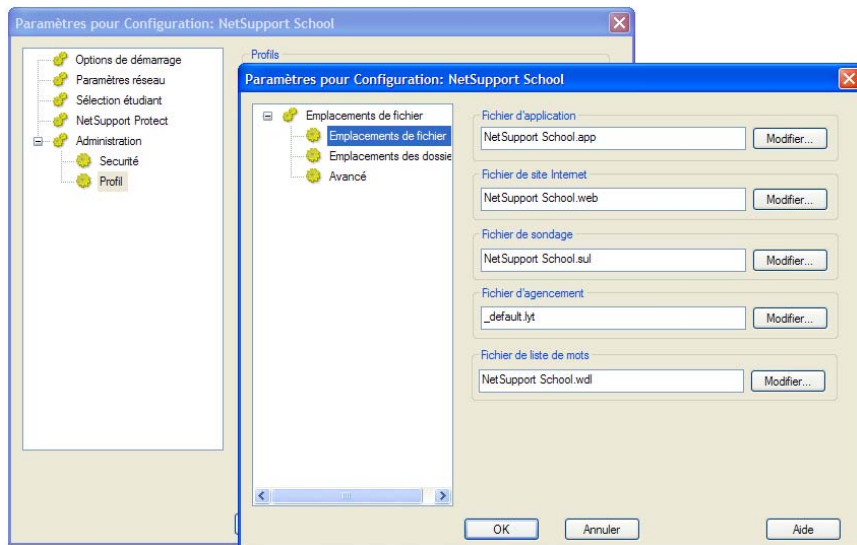 Paramètres pour Configuration: NetSupport School
Options de démarrage
Paramètres réseau
Sélection étudiant
NetSupport Protect
Administration
Securité
Profil
Profils
Paramètres pour Configuration: NetSupport School
Emplacements de fichier
Emplacements de fichier
Emplacements des dossie
Avancé
Fichier d'application
NetSupport School.app
Modifier...
Fichier de site Internet
NetSupport School.web
Modifier...
Fichier de sondage
NetSupport School.sul
Modifier...
Fichier d'agencement
_default.lyt
Modifier...
Fichier de liste de mots
NetSupport School.wdl
Modifier...
OK
Annuler
Aide